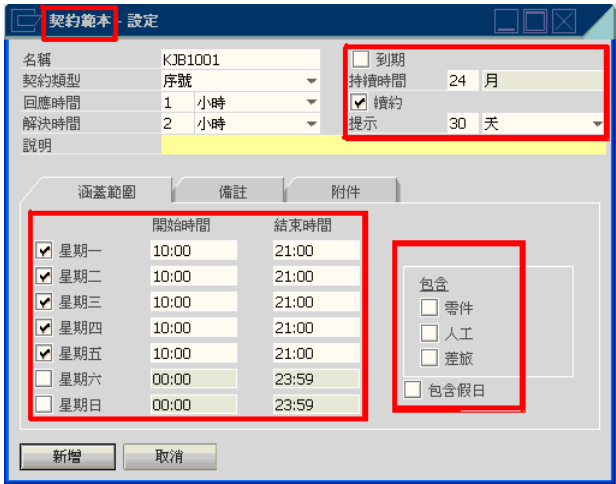 契約範本 - 設定
名稱 KJB1001
契約類型 序號
回應時間 1 小時
解決時間 2 小時
說明
到期
持續時間 24 月
續約
提示 30 天
涵蓋範圍 備註 附件
開始時間 結束時間
星期一 10:00 21:00
星期二 10:00 21:00
星期三 10:00 21:00
星期四 10:00 21:00
星期五 10:00 21:00
星期六 00:00 23:59
星期日 00:00 23:59
包含
零件
人工
差旅
包含假日
新增 取消